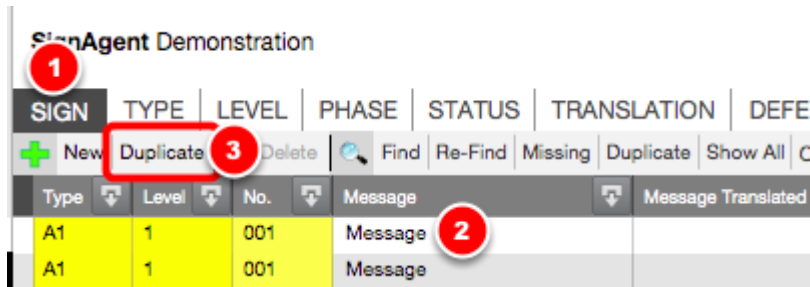 SignAgent Demonstration
1
SIGN TYPE LEVEL PHASE STATUS TRANSLATION DEFE
New Duplicate 3 Delete Find Re-Find Missing Duplicate Show All
Type Level No. Message Message Translated
A1 1 001 Message 2
A1 1 001 Message